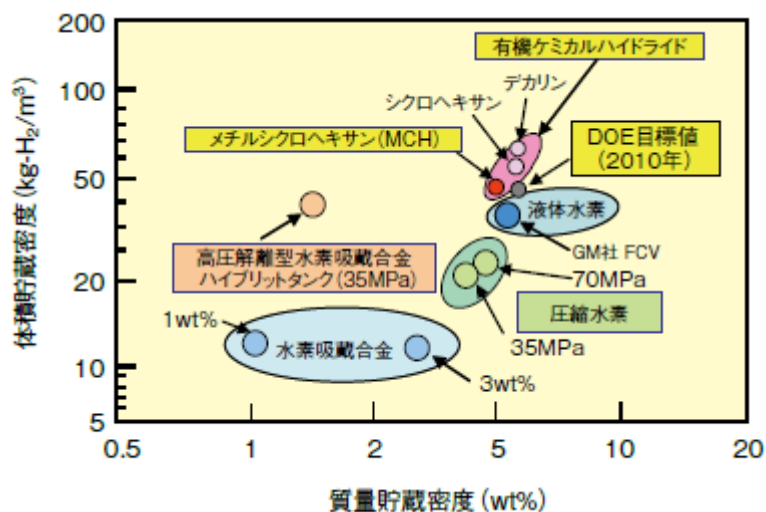 200
100
50
20
10
5
0.5
1
2
5
10
20
体積貯蔵密度 (kg-H₂/m³)
質量貯蔵密度 (wt%)
有機ケミカルハイドライド
デカリン
シクロヘキサン
メチルシクロヘキサン(MCH)
DOE目標値
(2010年)
液体水素
GM社 FCV
高圧解離型水素吸蔵合金
ハイブリットタンク(35MPa)
70MPa
圧縮水素
35MPa
1wt%
水素吸蔵合金
3wt%